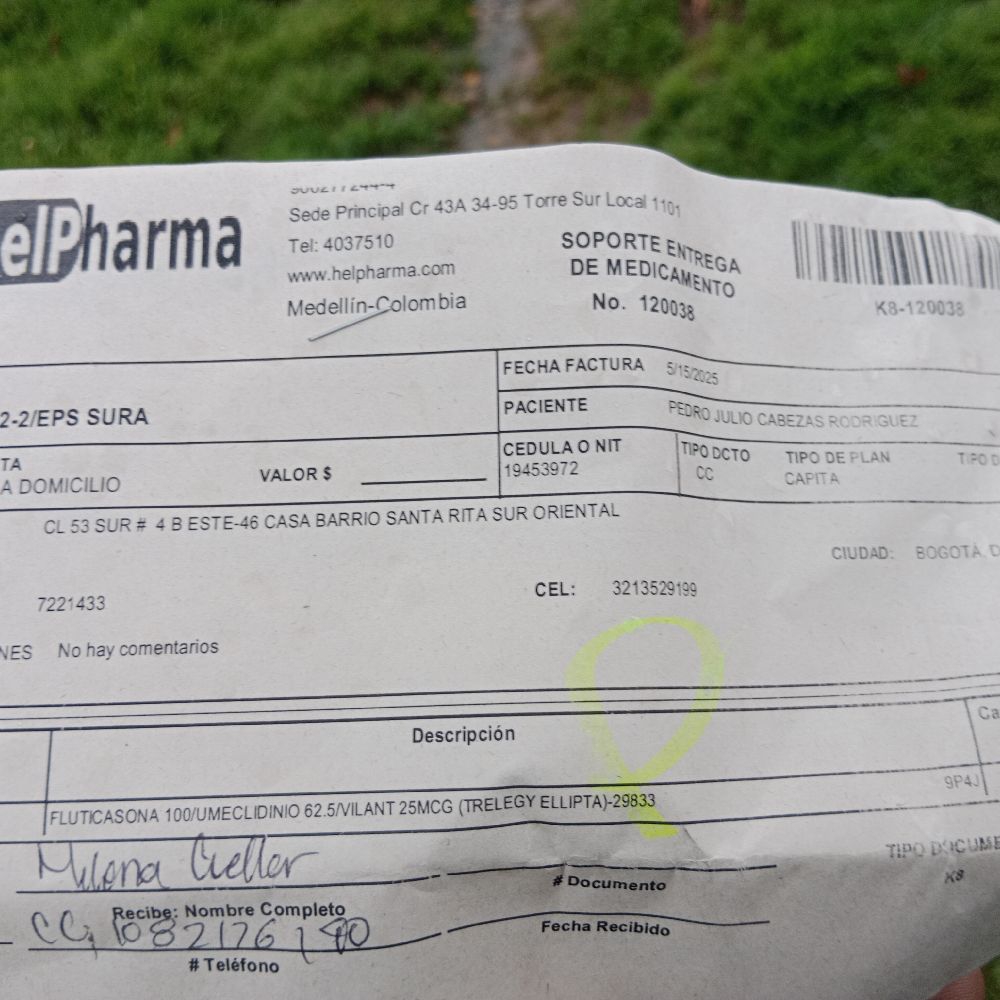 elPharma
Sede Principal Cr 43A 34-95 Torre Sur Local 1101
Tel: 4037510
www.helpharma.com
Medellín-Colombia
SOPORTE ENTREGA
DE MEDICAMENTO
No. 120038
K8-120038
2-2/EPS SURA
FECHA FACTURA 5/15/2025
PACIENTE PEDRO JULIO CABEZAS RODRIGUEZ
TA
A DOMICILIO VALOR $
CEDULA O NIT
19453972
TIPO DCTO
CC
TIPO DE PLAN
CAPITA
TIPO D
CL 53 SUR # 4 B ESTE-46 CASA BARRIO SANTA RITA SUR ORIENTAL
CIUDAD: BOGOTÁ, D
7221433 CEL: 3213529199
NES No hay comentarios
Descripción
Ca
FLUTICASONA 100/UMECLIDINIO 62.5/VILANT 25MCG (TRELEGY ELLIPTA)-29833
9P4J
Milena
Recibe: Nombre Completo
# Documento
TIPO DOCUME
K8
CC,
# Teléfono
Fecha Recibido